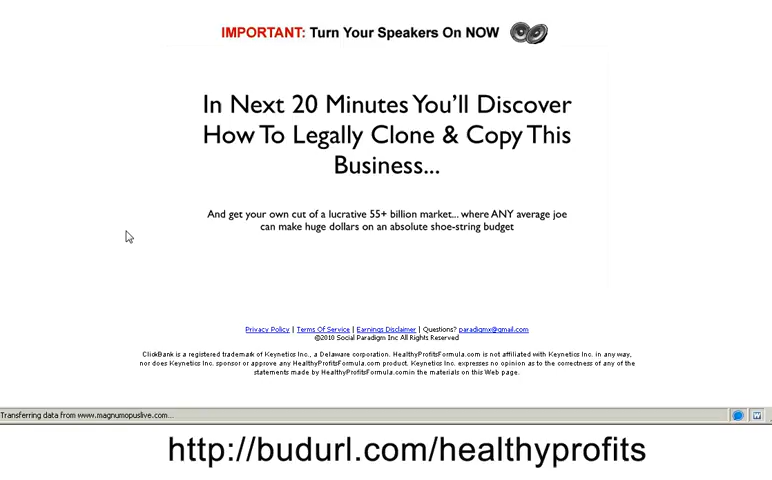 IMPORTANT: Turn Your Speakers On NOW
In Next 20 Minutes You'll Discover
How To Legally Clone & Copy This
Business...
And get your own cut of a lucrative 55+ billion market... where ANY average joe
can make huge dollars on an absolute shoe-string budget
Privacy Policy | Terms Of Service | Earnings Disclaimer | Questions? paradigmx@gmail.com
©2010 Social Paradigm Inc All Rights Reserved
ClickBank is a registered trademark of Keynetics Inc., a Delaware corporation. HealthyProfitsFormula.com is not affiliated with Keynetics Inc. in any way,
nor does Keynetics Inc. sponsor or approve any HealthyProfitsFormula.com product. Keynetics Inc. expresses no opinion as to the correctness of any of the
statements made by HealthyProfitsFormula.comin the materials on this Web page.
Transferring data from www.magnumopuslive.com...
http://budurl.com/healthyprofits